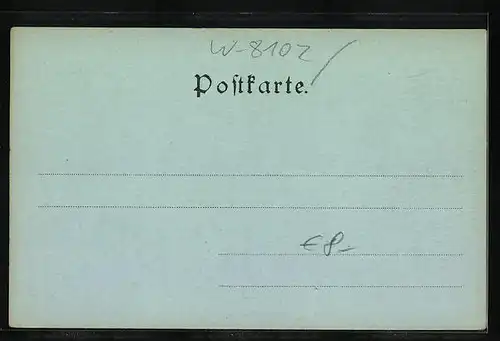 W-8102
Poſtkarte.
€ 8-